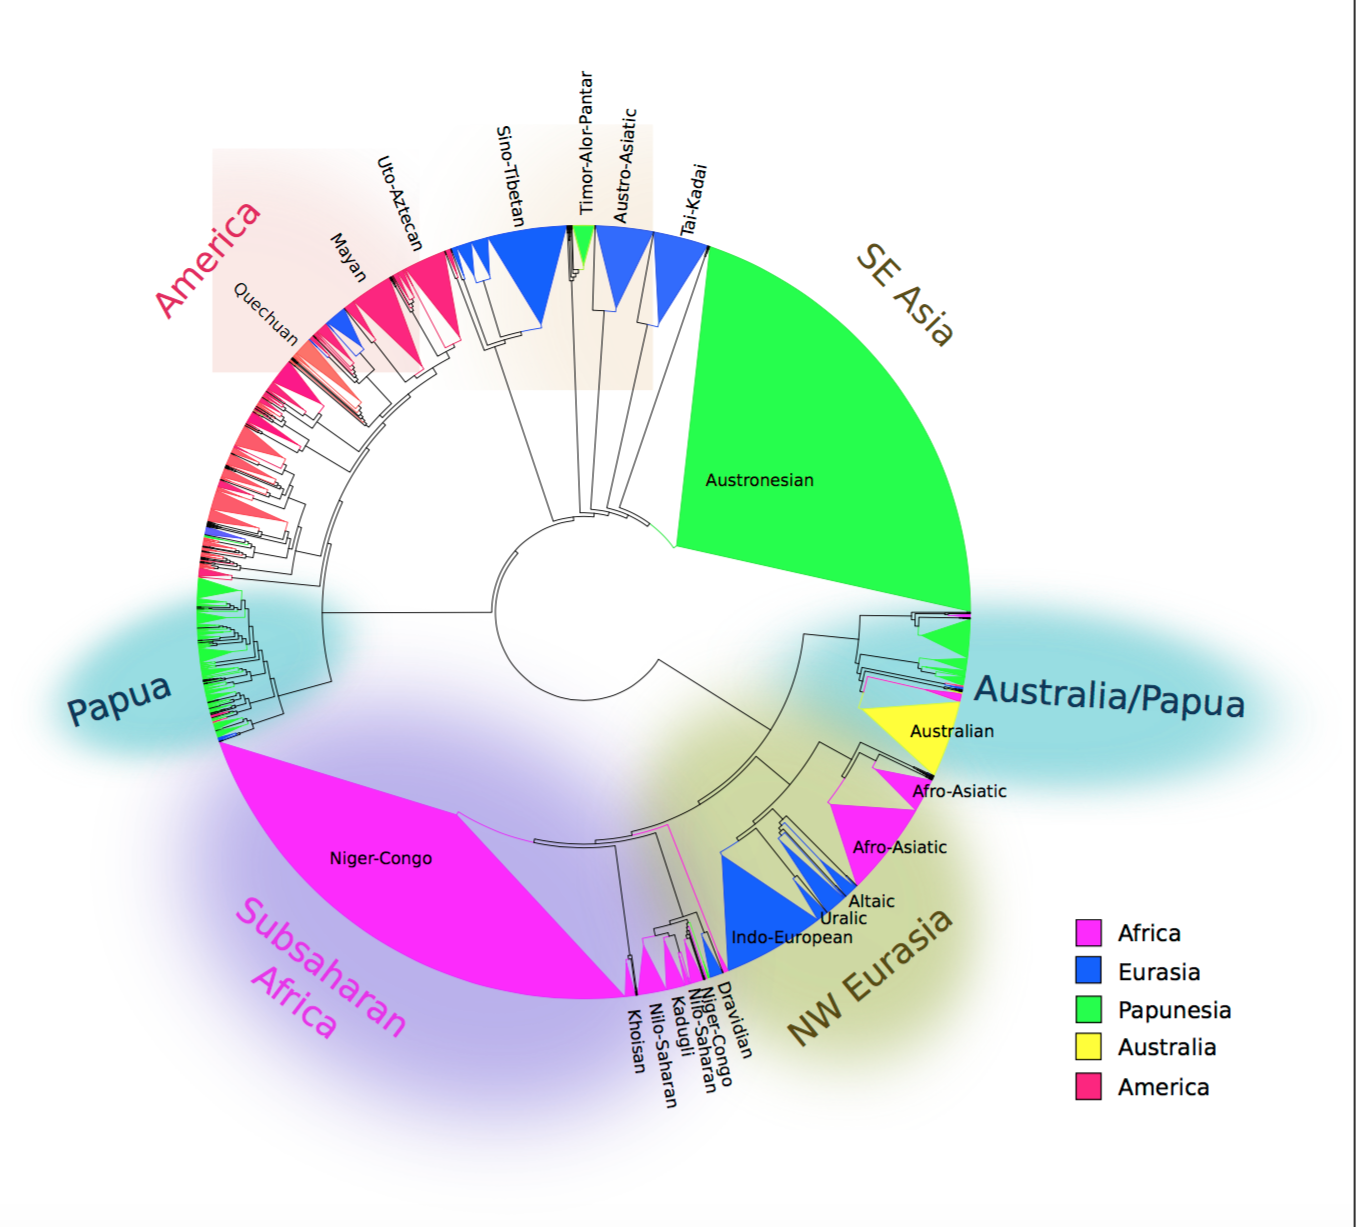 Timor-Alor-Pantar
Austro-Asiatic
Sino-Tibetan
Tai-Kadai
Uto-Aztecan
America
Mayan
Quechuan
SE Asia
Austronesian
Papua
Australia/Papua
Australian
Afro-Asiatic
Afro-Asiatic
Niger-Congo
Altaic
Uralic
Indo-European
NW Eurasia
Subsaharan
Africa
Khoisan
Nilo-Saharan
Kadugli
Nilo-Saharan
Niger-Congo
Dravidian
Africa
Eurasia
Papunesia
Australia
America